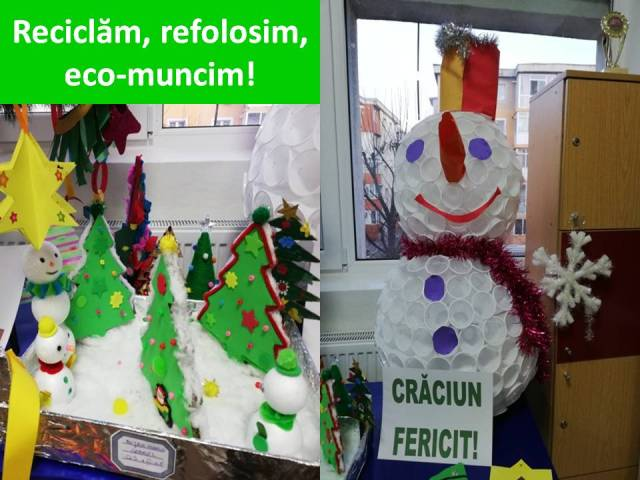 Reciclăm, refolosim,
eco-muncim!
CRĂCIUN
FERICIT!